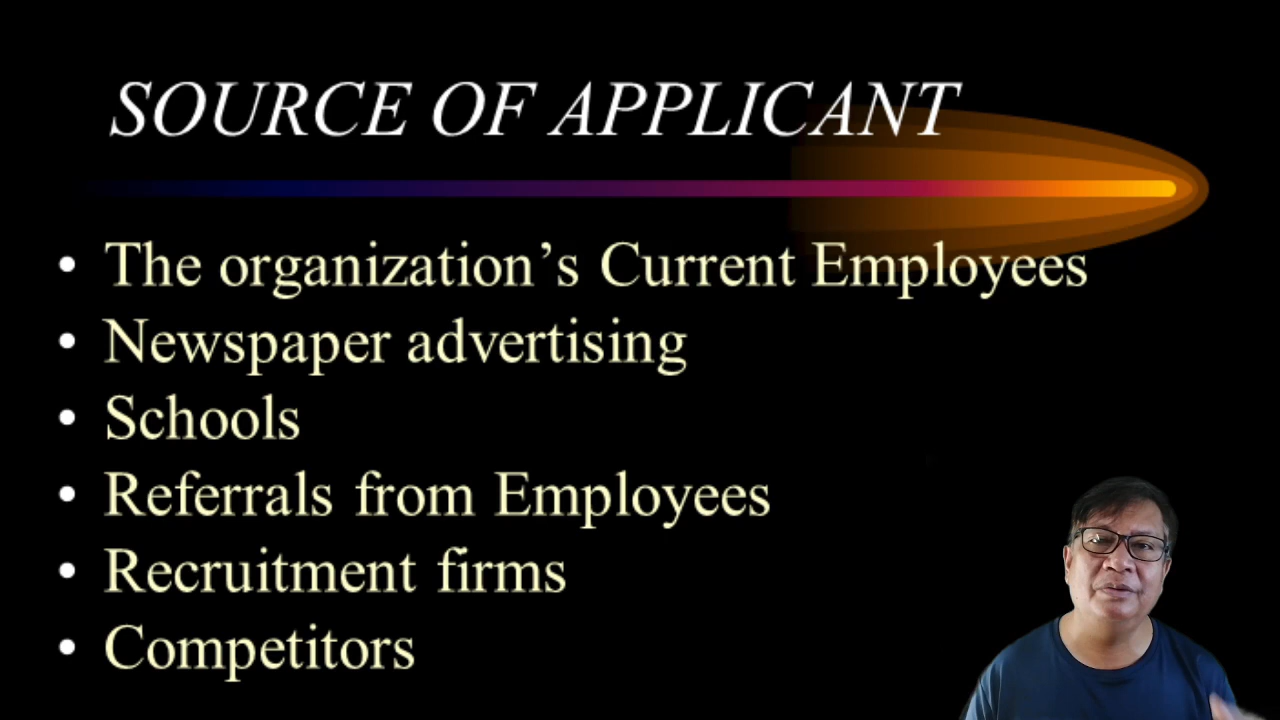 SOURCE OF APPLICANT
• The organization’s Current Employees
• Newspaper advertising
• Schools
• Referrals from Employees
• Recruitment firms
• Competitors